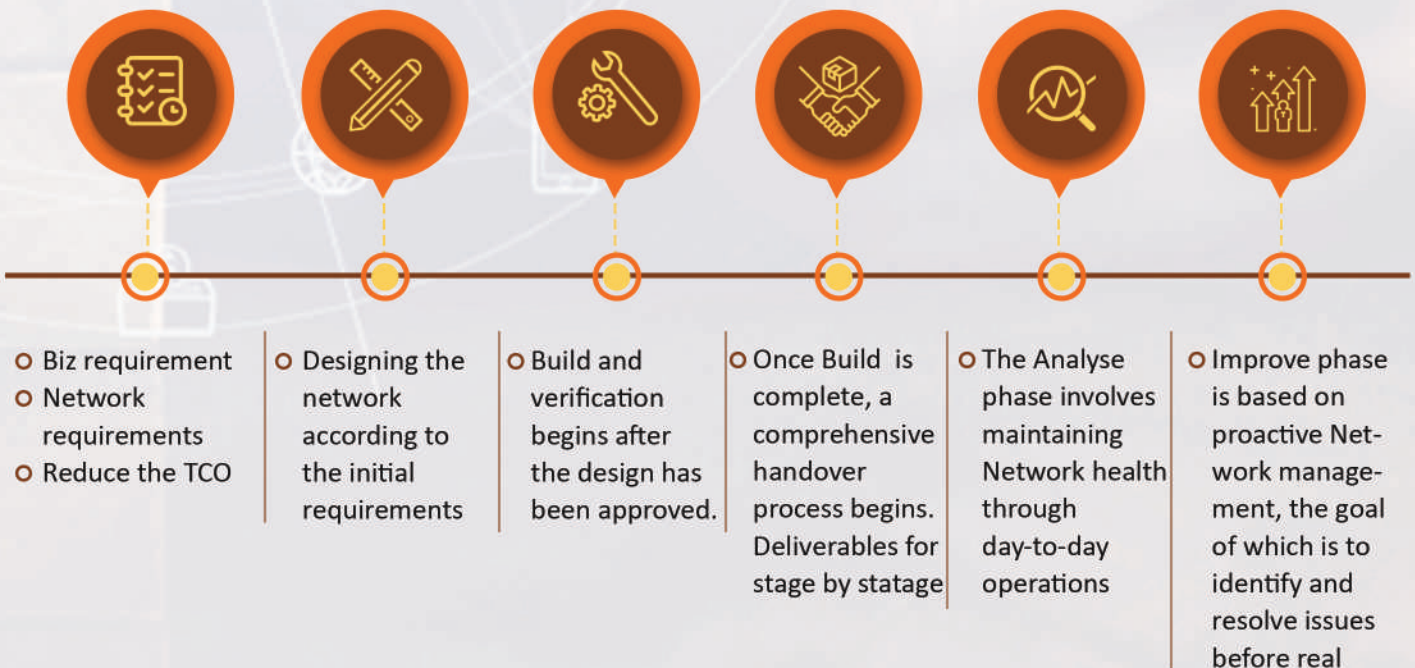 Biz requirement
Network
requirements
Reduce the TCO
Designing the
network
according to
the initial
requirements
Build and
verification
begins after
the design has
been approved.
Once Build is
complete, a
comprehensive
handover
process begins.
Deliverables for
stage by statage
The Analyse
phase involves
maintaining
Network health
through
day-to-day
operations
Improve phase
is based on
proactive Net-
work manage-
ment, the goal
of which is to
identify and
resolve issues
before real